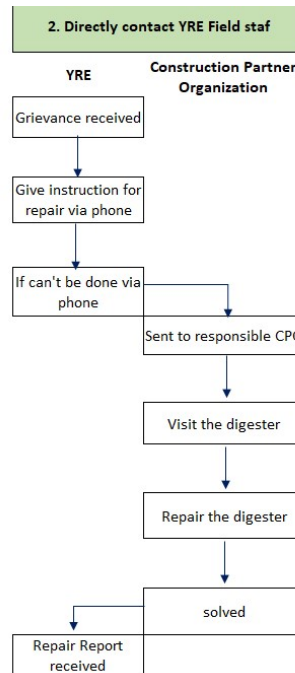 2. Directly contact YRE Field staf
YRE
Construction Partner
Organization
Grievance received
Give instruction for
repair via phone
If can't be done via
phone
Sent to responsible CPO
Visit the digester
Repair the digester
solved
Repair Report
received